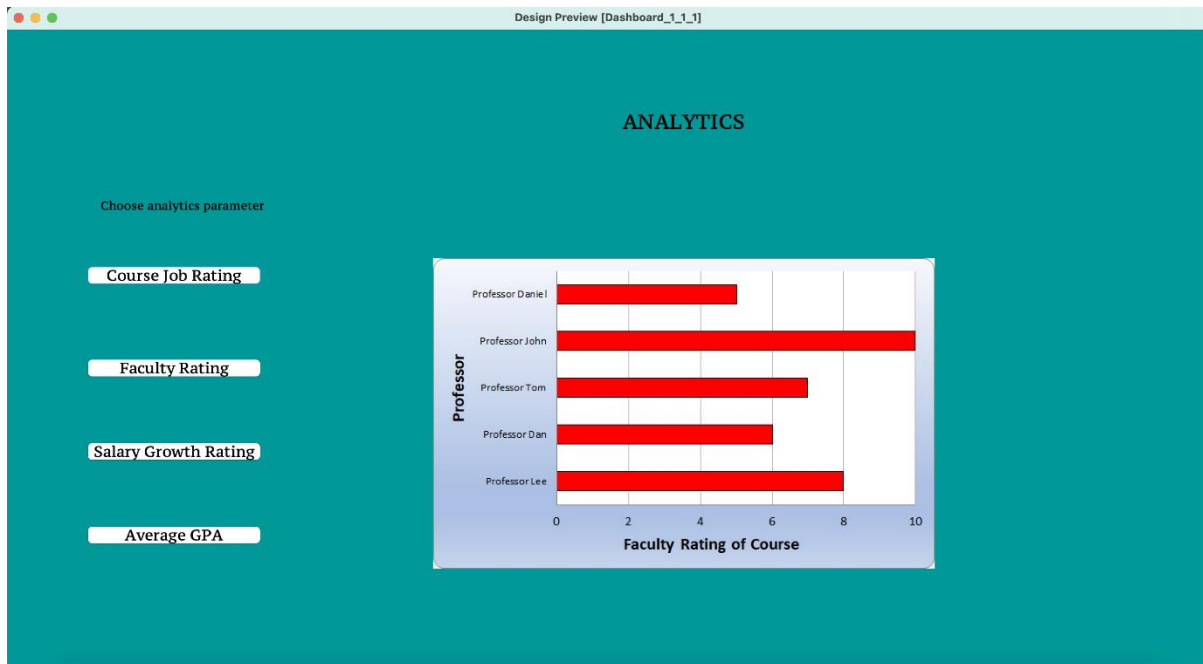 Design Preview [Dashboard_1_1_1]
ANALYTICS
Choose analytics parameter
Course Job Rating
Faculty Rating
Salary Growth Rating
Average GPA
Professor
Professor Daniel
Professor John
Professor Tom
Professor Dan
Professor Lee
0 2 4 6 8 10
Faculty Rating of Course